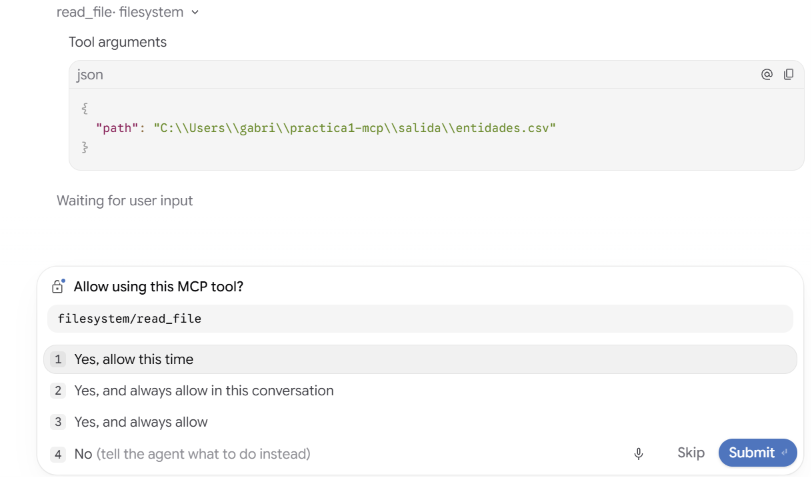 read_file· filesystem
Tool arguments
json
{
"path": "C:\\Users\\gabri\\practica1-mcp\\salida\\entidades.csv"
}
Waiting for user input
Allow using this MCP tool?
filesystem/read_file
1 Yes, allow this time
2 Yes, and always allow in this conversation
3 Yes, and always allow
4 No (tell the agent what to do instead)
Skip
Submit